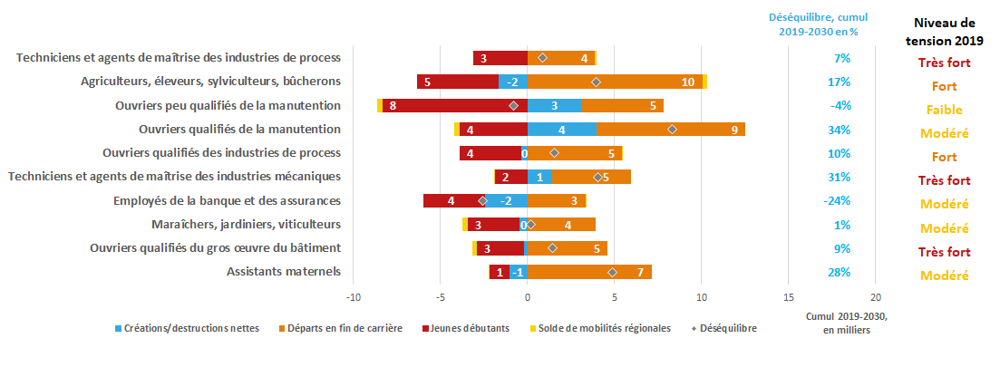 Déséquilibre, cumul
2019-2030 en %
Niveau de
tension 2019
Techniciens et agents de maîtrise des industries de process 3 4 7% Très fort
Agriculteurs, éleveurs, sylviculteurs, bûcherons 5 -2 10 17% Fort
Ouvriers peu qualifiés de la manutention 8 3 5 -4% Faible
Ouvriers qualifiés de la manutention 4 4 9 34% Modéré
Ouvriers qualifiés des industries de process 4 0 5 10% Fort
Techniciens et agents de maîtrise des industries mécaniques 2 1 5 31% Très fort
Employés de la banque et des assurances 4 -2 3 -24% Modéré
Maraîchers, jardiniers, viticulteurs 3 0 4 1% Modéré
Ouvriers qualifiés du gros œuvre du bâtiment 3 5 9% Très fort
Assistants maternels 1 -1 7 28% Modéré
-10 -5 0 5 10 15 20
Cumul 2019-2030,
en milliers
Créations/destructions nettes Départs en fin de carrière Jeunes débutants Solde de mobilités régionales Déséquilibre